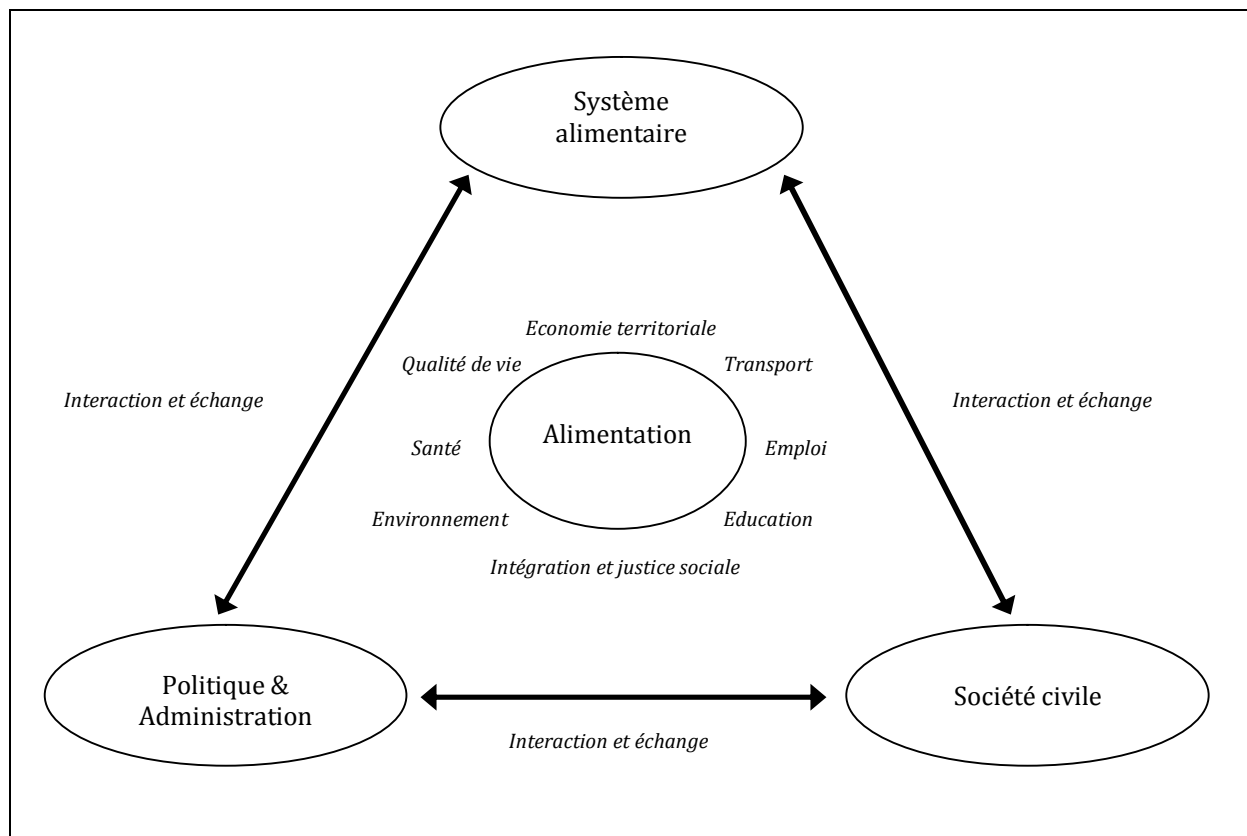 Système
alimentaire
Economie territoriale
Qualité de vie
Transport
Interaction et échange
Interaction et échange
Alimentation
Santé
Emploi
Environnement
Education
Intégration et justice sociale
Politique &
Administration
Société civile
Interaction et échange